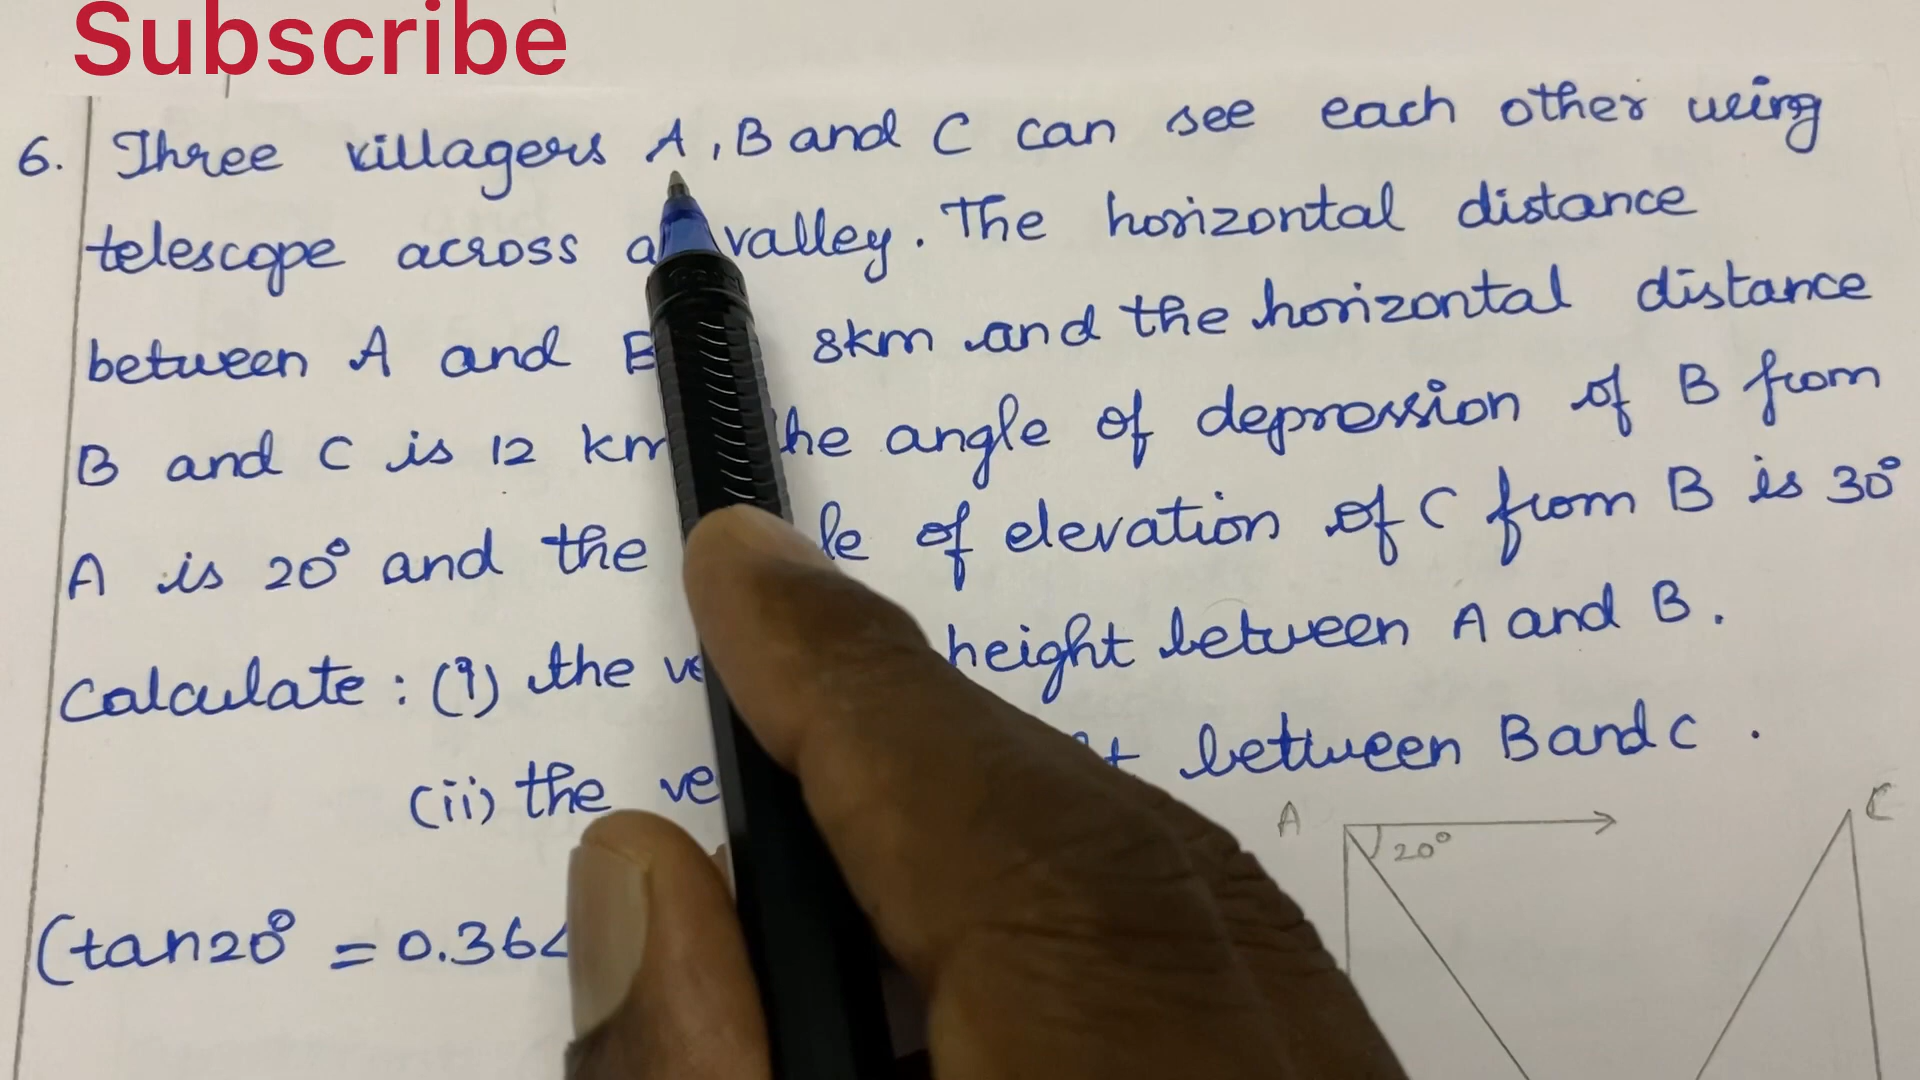 Subscribe
6. Three villagers A, B and C can see each other using
telescope across a valley. The horizontal distance
between A and B 8km and the horizontal distance
B and C is 12 km he angle of depression of B from
A is 20° and the le of elevation of C from B is 30°
Calculate : (i) the ve height between A and B.
(ii) the ve t between B and C.
A 20° C
(tan20° = 0.364